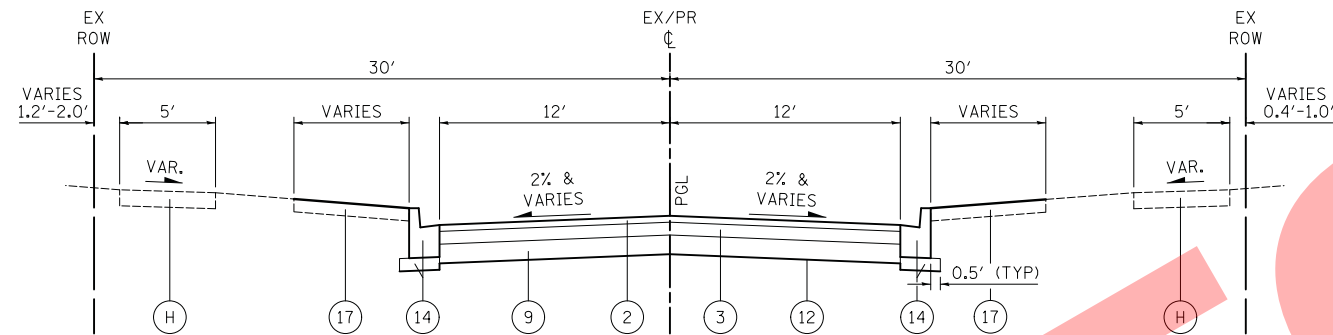 EX
ROW
EX/PR
℄
EX
ROW
30′
30′
VARIES
1.2′-2.0′
5′
VARIES
12′
12′
VARIES
5′
VARIES
0.4′-1.0′
VAR.
2% &
VARIES
PGL
2% &
VARIES
VAR.
0.5′ (TYP)
H
17
14
9
2
3
12
14
17
H